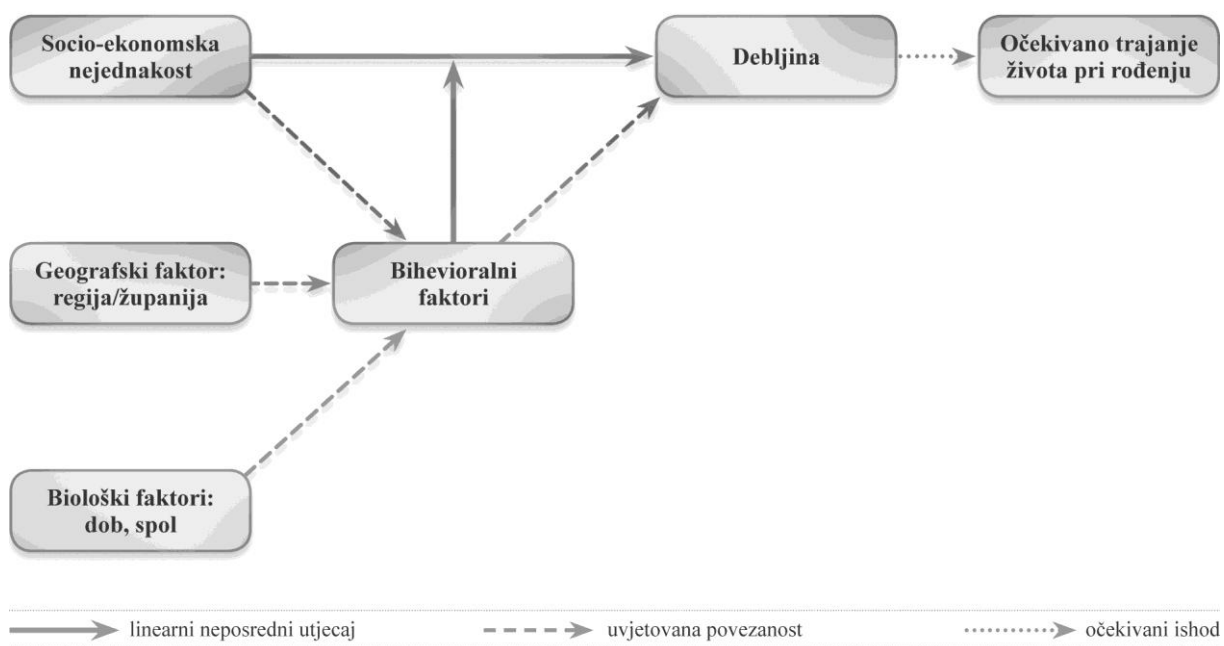 Socio-ekonomska
nejednakost
Debljina
Očekivano trajanje
života pri rođenju
Geografski faktor:
regija/županija
Bihevioralni
faktori
Biološki faktori:
dob, spol
linearni neposredni utjecaj
uvjetovana povezanost
očekivani ishod